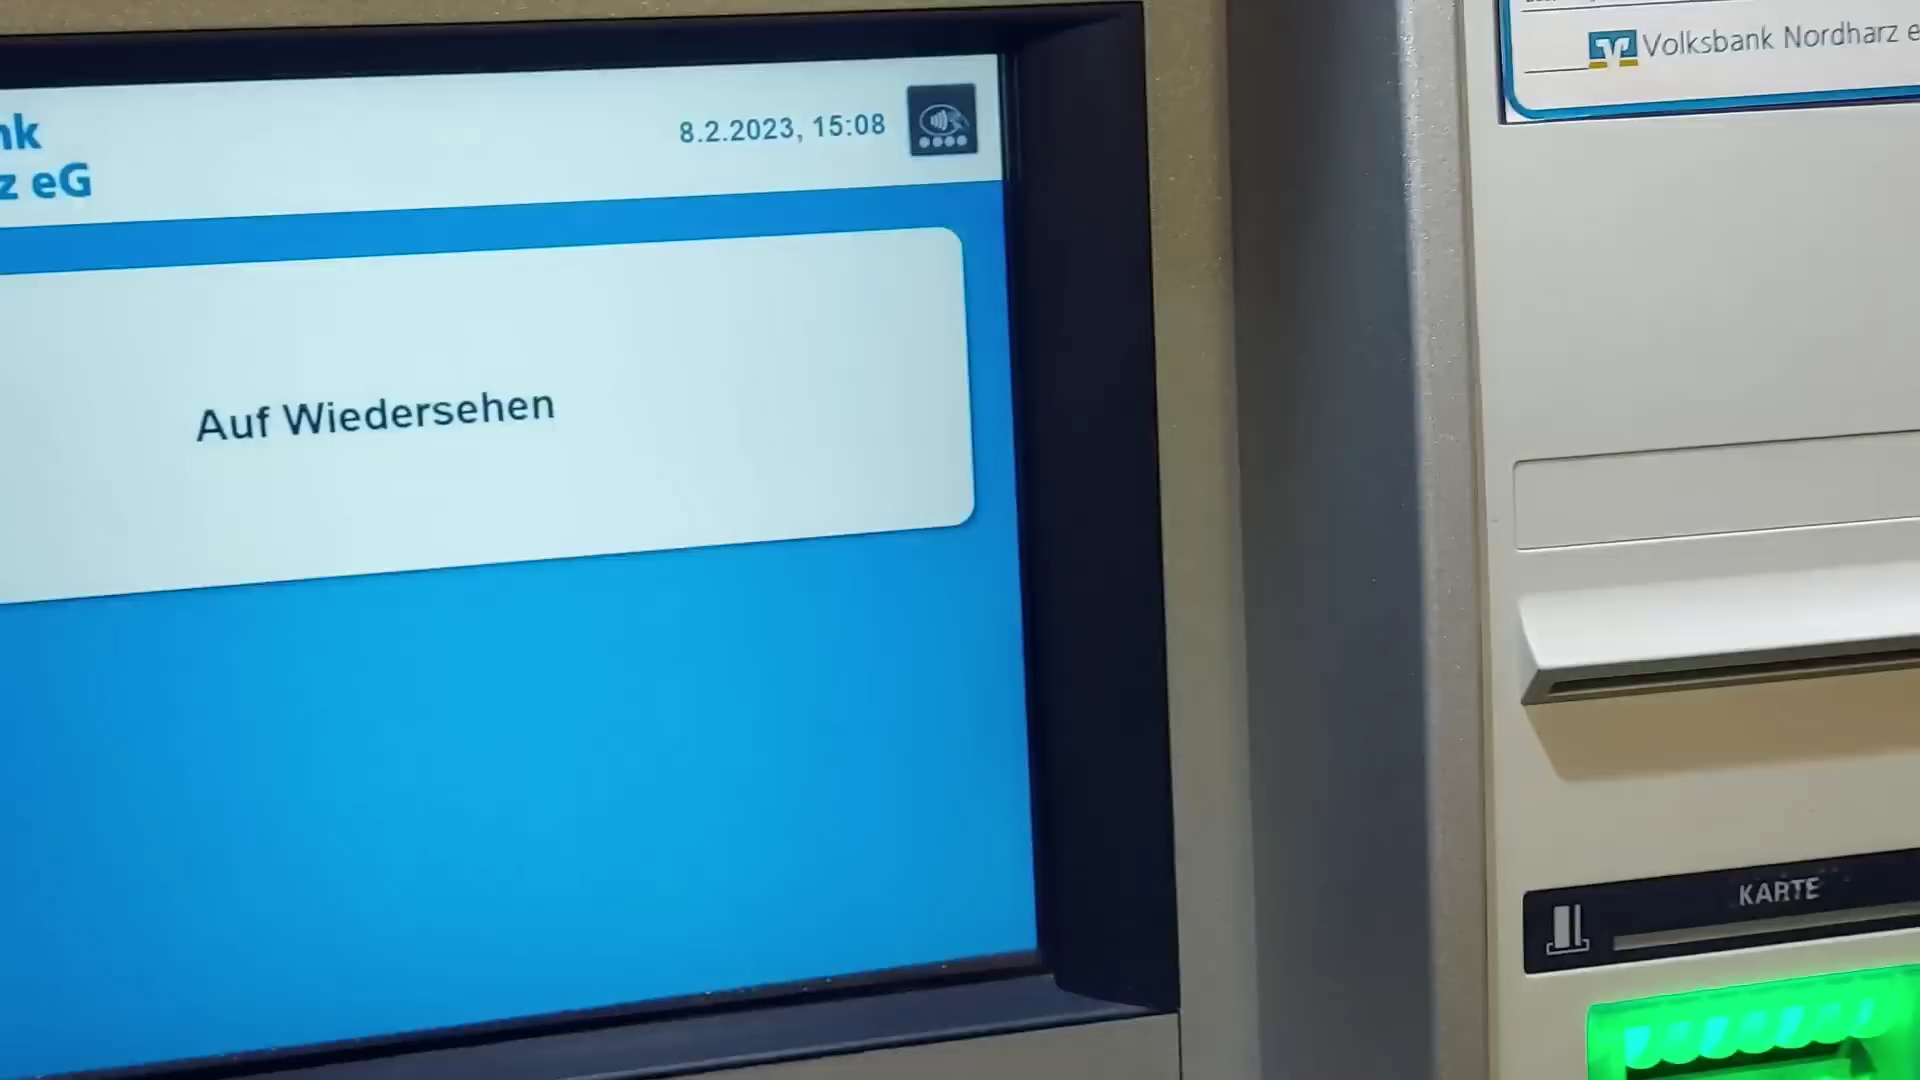 nk
z eG
8.2.2023, 15:08
Auf Wiedersehen
Volksbank Nordharz e
KARTE